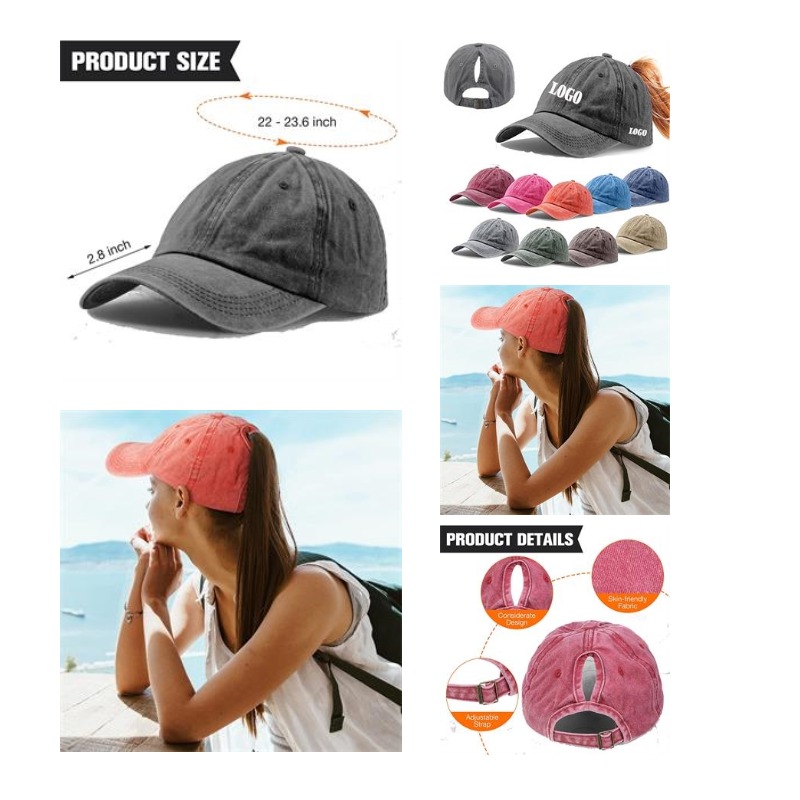 PRODUCT SIZE
22 - 23.6 inch
2.8 inch
LOGO
LOGO
PRODUCT DETAILS
Considerate
Design
Skin-friendly
Fabric
Adjusiable
Strap